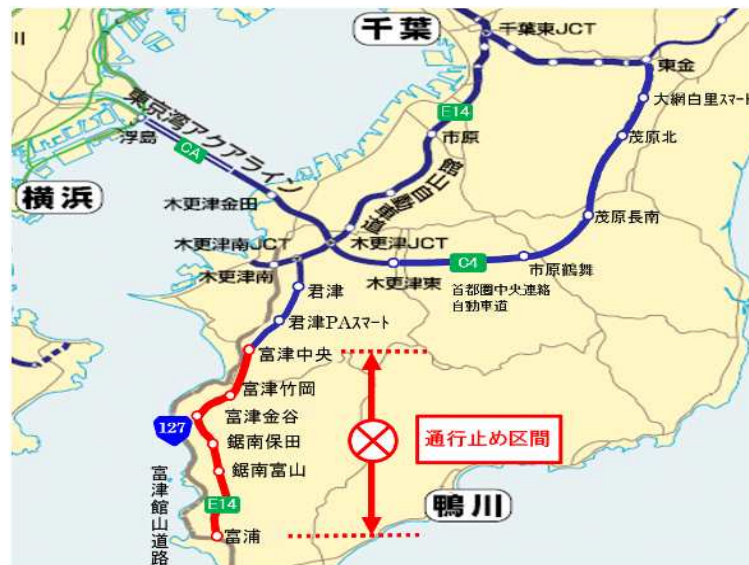 千葉
千葉東JCT
東金
大網白里スマート
茂原北
E14
市原
東京湾アクアライン
浮島
CA
横浜
木更津金田
館山自動車道
茂原長南
木更津南JCT
木更津JCT
木更津南
木更津東
C4
市原鶴舞
首都圏中央連絡
自動車道
君津
君津PAスマート
富津中央
富津竹岡
富津金谷
127
通行止め区間
鋸南保田
鋸南富山
富津館山道路
E14
鴨川
富浦